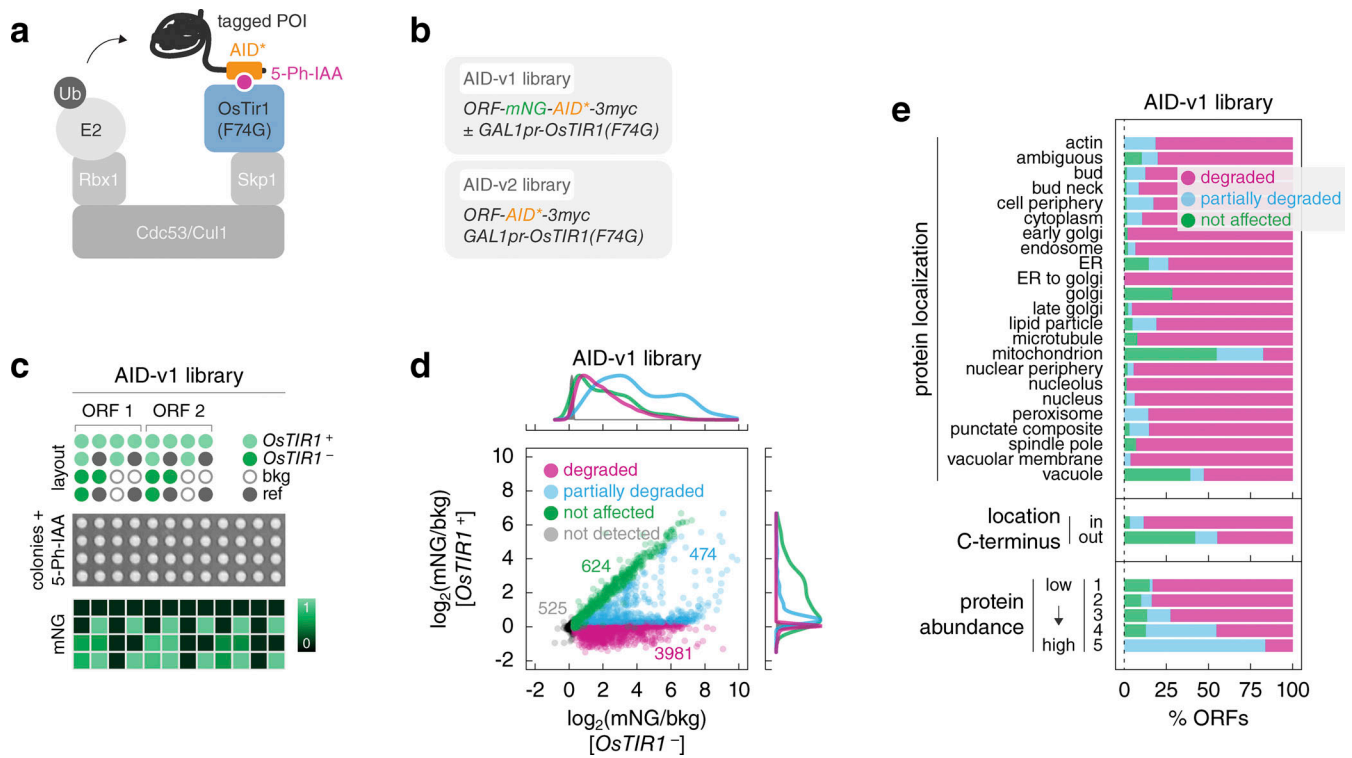 a
tagged POI
AID*
5-Ph-IAA
Ub
E2
OsTir1
(F74G)
Rbx1
Skp1
Cdc53/Cul1
b
AID-v1 library
ORF-mNG-AID*-3myc
± GAL1pr-OsTIR1(F74G)
AID-v2 library
ORF-AID*-3myc
GAL1pr-OsTIR1(F74G)
c
AID-v1 library
ORF 1 ORF 2
layout
OsTIR1 +
OsTIR1 −
bkg
ref
colonies +
5-Ph-IAA
mNG
1
0
d
AID-v1 library
log2(mNG/bkg)
[OsTIR1 +]
10
8
6
4
2
0
-2
degraded
partially degraded
not affected
not detected
624
474
525
3981
-2 0 2 4 6 8 10
log2(mNG/bkg)
[OsTIR1 −]
e
AID-v1 library
protein localization
actin
ambiguous
bud
bud neck
cell periphery
cytoplasm
early golgi
endosome
ER
ER to golgi
golgi
late golgi
lipid particle
microtubule
mitochondrion
nuclear periphery
nucleolus
nucleus
peroxisome
punctate composite
spindle pole
vacuolar membrane
vacuole
degraded
partially degraded
not affected
location
C-terminus
in
out
protein
abundance
low 1
2
3
4
high 5
0 25 50 75 100
% ORFs